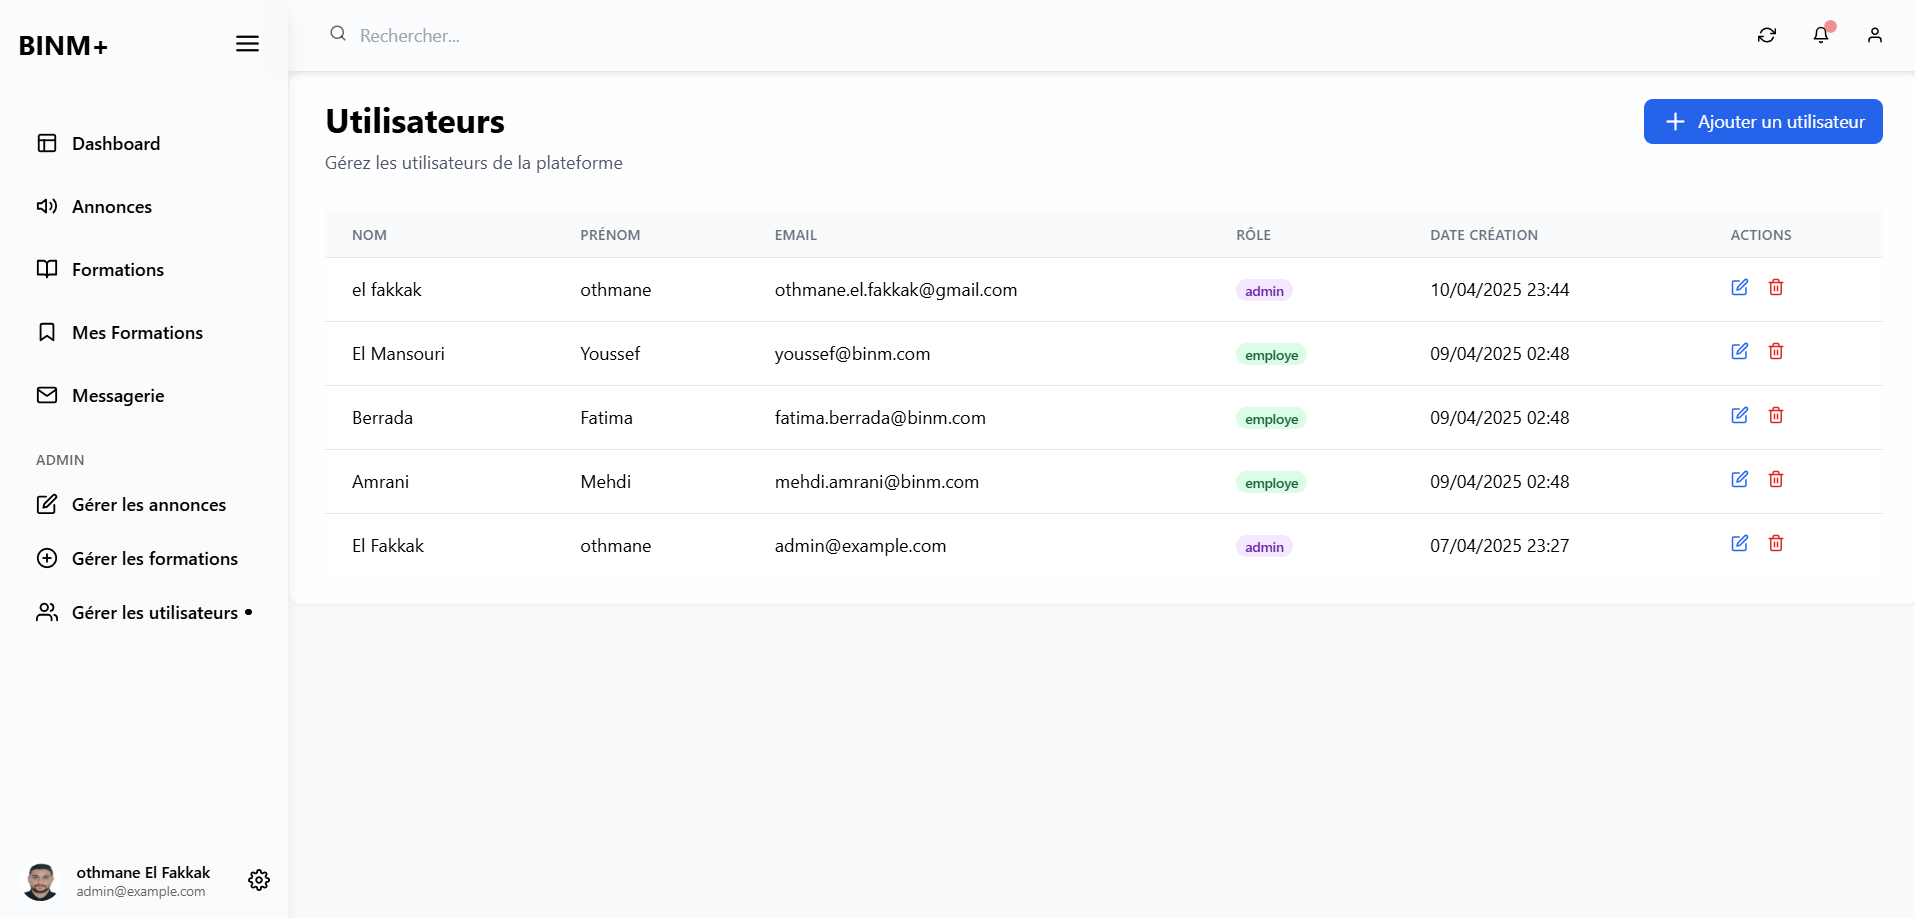 BINM+
Rechercher...
Dashboard
Annonces
Formations
Mes Formations
Messagerie
ADMIN
Gérer les annonces
Gérer les formations
Gérer les utilisateurs •
othmane El Fakkak
admin@example.com
Utilisateurs
Gérez les utilisateurs de la plateforme
Ajouter un utilisateur
NOM PRÉNOM EMAIL RÔLE DATE CRÉATION ACTIONS
el fakkak othmane othmane.el.fakkak@gmail.com admin 10/04/2025 23:44
El Mansouri Youssef youssef@binm.com employe 09/04/2025 02:48
Berrada Fatima fatima.berrada@binm.com employe 09/04/2025 02:48
Amrani Mehdi mehdi.amrani@binm.com employe 09/04/2025 02:48
El Fakkak othmane admin@example.com admin 07/04/2025 23:27